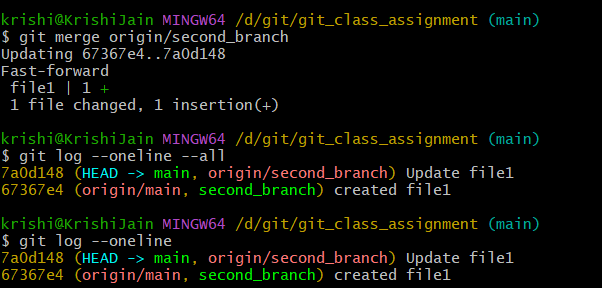 krishi@KrishiJain MINGW64 /d/git/git_class_assignment (main)
$ git merge origin/second_branch
Updating 67367e4..7a0d148
Fast-forward
 file1 | 1 +
 1 file changed, 1 insertion(+)

krishi@KrishiJain MINGW64 /d/git/git_class_assignment (main)
$ git log --oneline --all
7a0d148 (HEAD -> main, origin/second_branch) Update file1
67367e4 (origin/main, second_branch) created file1

krishi@KrishiJain MINGW64 /d/git/git_class_assignment (main)
$ git log --oneline
7a0d148 (HEAD -> main, origin/second_branch) Update file1
67367e4 (origin/main, second_branch) created file1